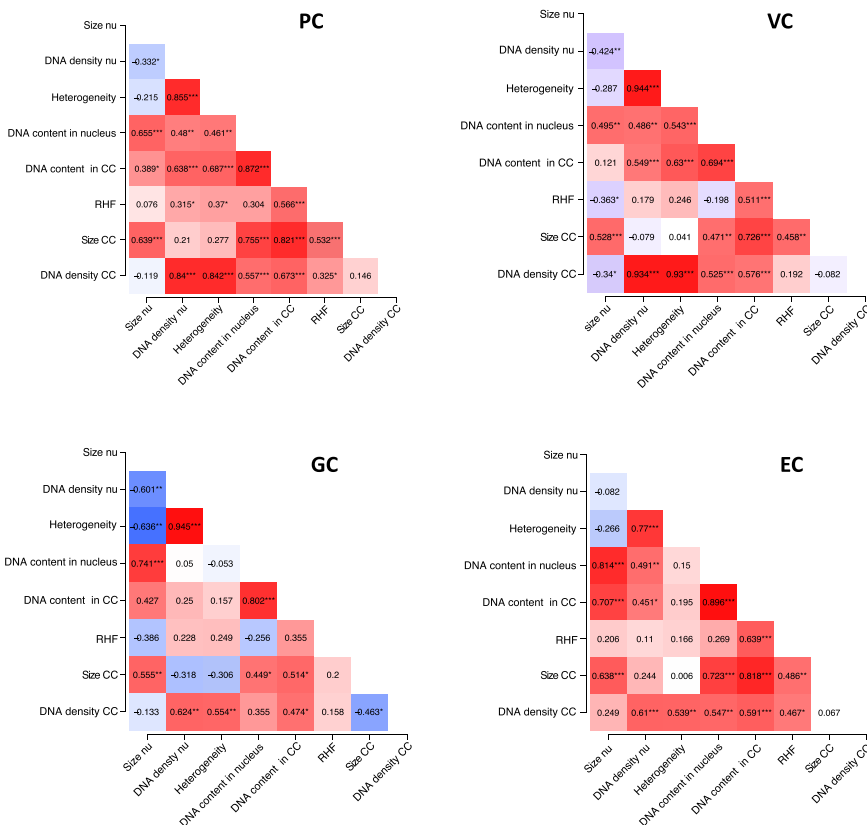 PC
Size nu
DNA density nu
-0.332*
Heterogeneity
-0.215 0.855***
DNA content in nucleus
0.655*** 0.48** 0.461**
DNA content in CC
0.389* 0.638*** 0.687*** 0.872***
RHF
0.076 0.315* 0.37* 0.304 0.566***
Size CC
0.639*** 0.21 0.277 0.755*** 0.821*** 0.532***
DNA density CC
-0.119 0.84*** 0.842*** 0.557*** 0.673*** 0.325* 0.146
Size nu
DNA density nu
Heterogeneity
DNA content in nucleus
DNA content in CC
RHF
Size CC
DNA density CC
VC
Size nu
DNA density nu
-0.424**
Heterogeneity
-0.287 0.944***
DNA content in nucleus
0.495** 0.486** 0.543***
DNA content in CC
0.121 0.549*** 0.63*** 0.694***
RHF
-0.363* 0.179 0.246 -0.198 0.511***
Size CC
0.528*** -0.079 0.041 0.471** 0.726*** 0.458**
DNA density CC
-0.34* 0.934*** 0.93*** 0.525*** 0.576*** 0.192 -0.082
size nu
DNA density nu
Heterogeneity
DNA content in nucleus
DNA content in CC
RHF
Size CC
DNA density CC
GC
Size nu
DNA density nu
-0.601**
Heterogeneity
-0.636** 0.945***
DNA content in nucleus
0.741*** 0.05 -0.053
DNA content in CC
0.427 0.25 0.157 0.802***
RHF
-0.386 0.228 0.249 -0.256 0.355
Size CC
0.555** -0.318 -0.306 0.449* 0.514* 0.2
DNA density CC
-0.133 0.624** 0.554** 0.355 0.474* 0.158 -0.463*
Size nu
DNA density nu
Heterogeneity
DNA content in nucleus
DNA content in CC
RHF
Size CC
DNA density CC
EC
Size nu
DNA density nu
-0.082
Heterogeneity
-0.266 0.77***
DNA content in nucleus
0.814*** 0.491** 0.15
DNA content in CC
0.707*** 0.451* 0.195 0.896***
RHF
0.206 0.11 0.166 0.269 0.639***
Size CC
0.638*** 0.244 0.006 0.723*** 0.818*** 0.486**
DNA density CC
0.249 0.61*** 0.539** 0.547** 0.591*** 0.467* 0.067
Size nu
DNA density nu
Heterogeneity
DNA content in nucleus
DNA content in CC
RHF
Size CC
DNA density CC